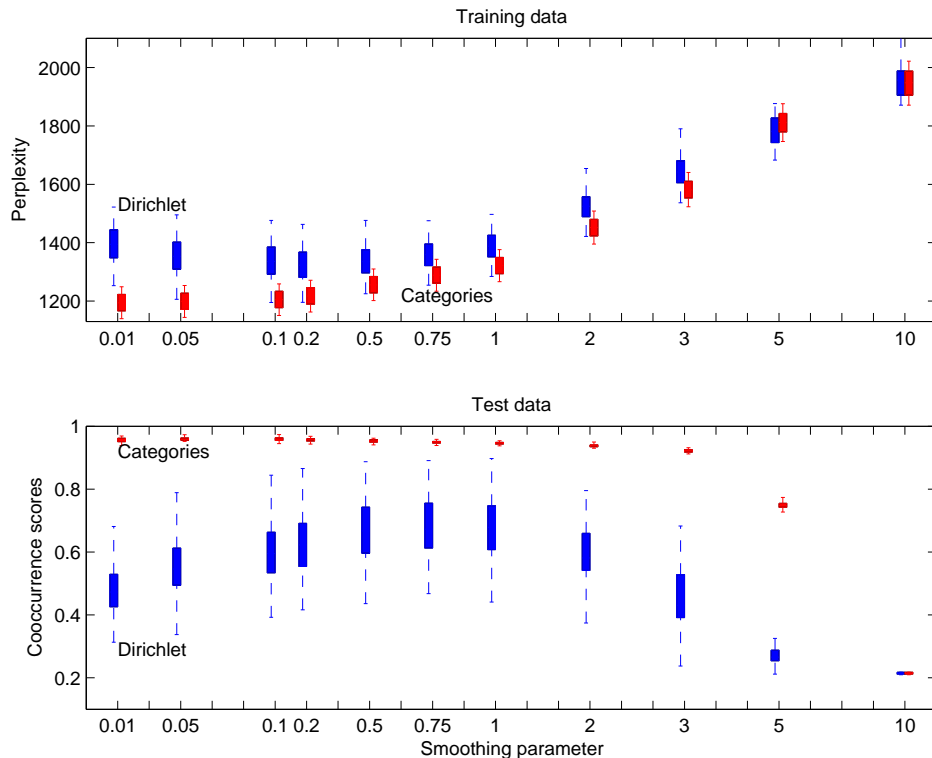 Training data
Perplexity
2000
1800
1600
1400
1200
Dirichlet
Categories
0.01 0.05 0.1 0.2 0.5 0.75 1 2 3 5 10
Test data
Cooccurrence scores
1
0.8
0.6
0.4
0.2
Categories
Dirichlet
0.01 0.05 0.1 0.2 0.5 0.75 1 2 3 5 10
Smoothing parameter